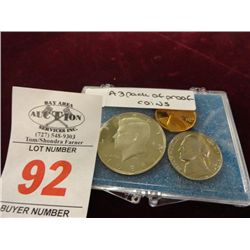 A 3 pack of proof
coins
BAY AREA
AUCTION
SERVICES INC.
(727) 548-9303
Tom/Shondra Farner
LOT NUMBER
92
BUYER NUMBER